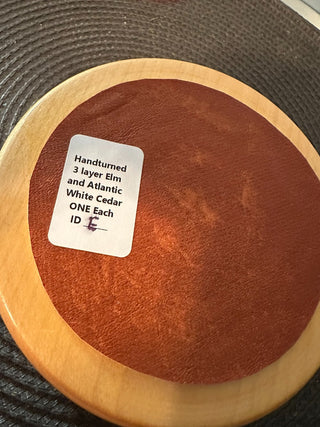 Handturned
3 layer Elm
and Atlantic
White Cedar
ONE Each
ID E